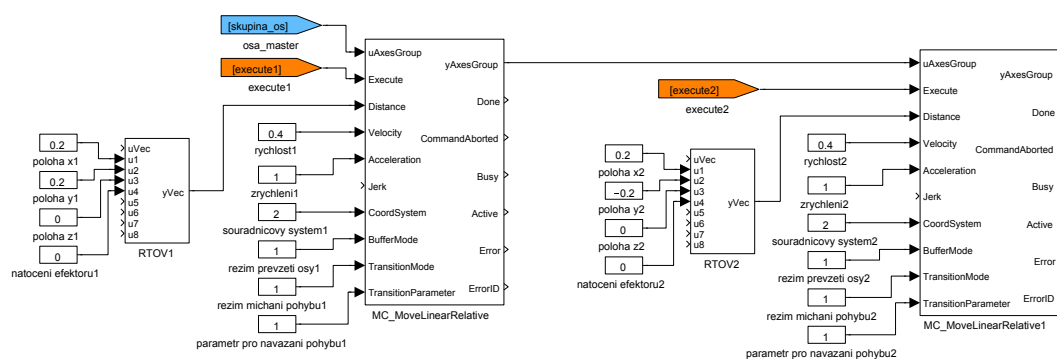 [skupina_os]
osa_master
[execute1]
execute1
0.2
poloha x1
0.2
poloha y1
0
poloha z1
0
natoceni efektoru1
uVec
u1
u2
u3
u4
u5
u6
u7
u8
yVec
RTOV1
0.4
rychlost1
1
zrychleni1
2
souradnicovy system1
1
rezim prevzeti osy1
1
rezim michani pohybu1
1
parametr pro navazani pohybu1
uAxesGroup
Execute
Distance
Velocity
Acceleration
Jerk
CoordSystem
BufferMode
TransitionMode
TransitionParameter
yAxesGroup
Done
CommandAborted
Busy
Active
Error
ErrorID
MC_MoveLinearRelative
[execute2]
execute2
0.2
poloha x2
−0.2
poloha y2
0
poloha z2
0
natoceni efektoru2
uVec
u1
u2
u3
u4
u5
u6
u7
u8
yVec
RTOV2
0.4
rychlost2
1
zrychleni2
2
souradnicovy system2
1
rezim prevzeti osy2
1
rezim michani pohybu2
1
parametr pro navazani pohybu2
uAxesGroup
Execute
Distance
Velocity
Acceleration
Jerk
CoordSystem
BufferMode
TransitionMode
TransitionParameter
yAxesGroup
Done
CommandAborted
Busy
Active
Error
ErrorID
MC_MoveLinearRelative1